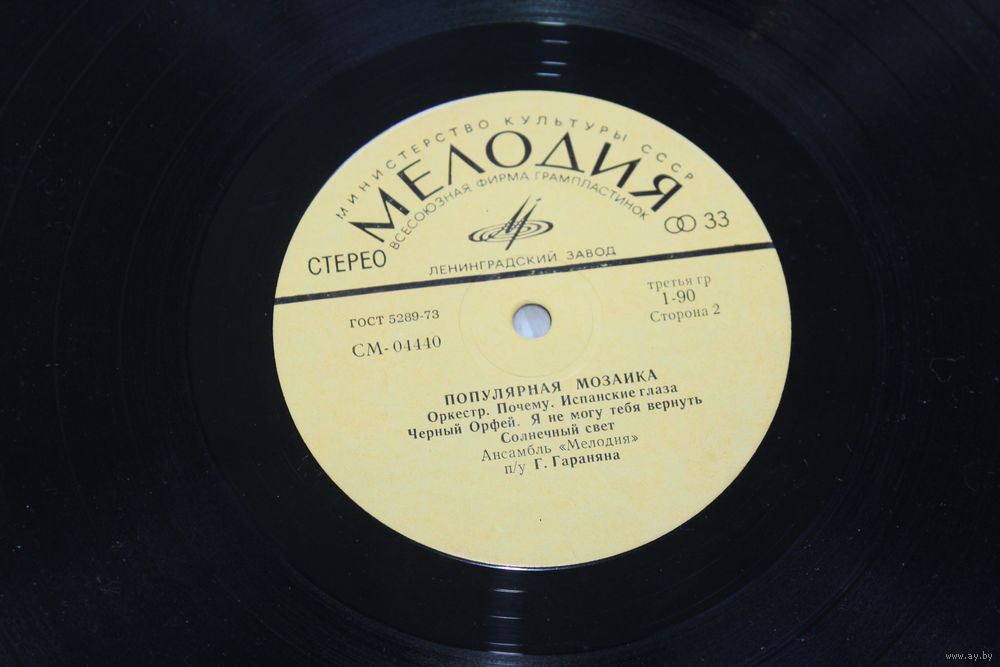 МИНИСТЕРСТВО КУЛЬТУРЫ СССР
МЕЛОДИЯ
ВСЕСОЮЗНАЯ ФИРМА ГРАМПЛАСТИНОК
СТЕРЕО
33
ЛЕНИНГРАДСКИЙ ЗАВОД
ГОСТ 5289-73
СМ-04440
третья гр
1-90
Сторона 2
ПОПУЛЯРНАЯ МОЗАИКА
Оркестр. Почему. Испанские глаза
Черный Орфей. Я не могу тебя вернуть
Солнечный свет
Ансамбль «Мелодия»
п/у Г. Гараняна
www.ay.by